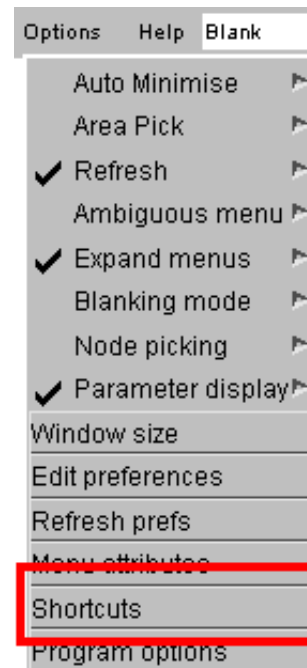 Options Help Blank
Auto Minimise
Area Pick
Refresh
Ambiguous menu
Expand menus
Blanking mode
Node picking
Parameter display
Window size
Edit preferences
Refresh prefs
Menu attributes
Shortcuts
Program options